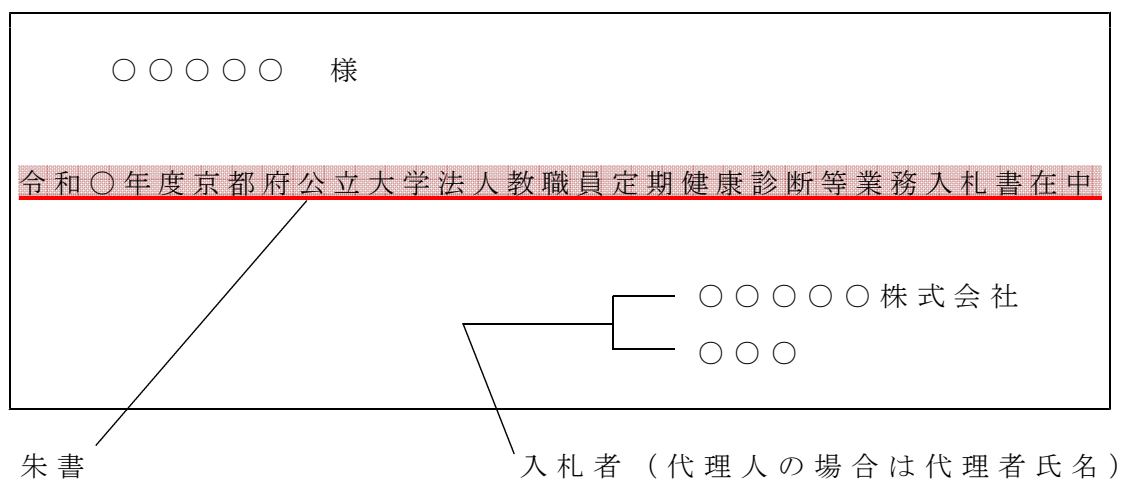 ○○○○○　様
令和○年度京都府公立大学法人教職員定期健康診断等業務入札書在中
○○○○○株式会社
○○○
朱書
入札者（代理人の場合は代理者氏名）